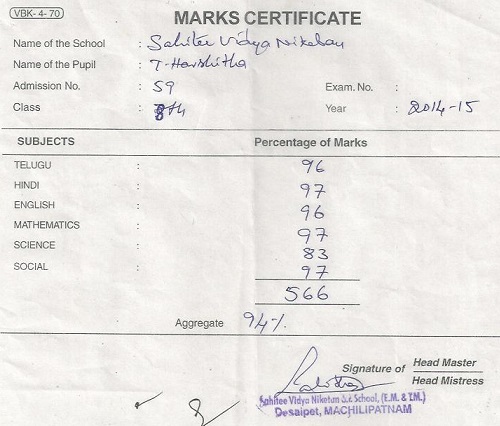 VBK- 4- 70
MARKS CERTIFICATE
Name of the School : Sahitee Vidya Niketan
Name of the Pupil : T. Harshitha
Admission No. : 59 Exam. No. :
Class : 8th Year : 2014-15
SUBJECTS Percentage of Marks
TELUGU : 96
HINDI : 97
ENGLISH : 96
MATHEMATICS : 97
SCIENCE : 83
SOCIAL : 97
566
Aggregate 94%
Signature of Head Master
Head Mistress
Sahitee Vidya Niketan School, (E.M. & T.M.)
Desaipet, MACHILIPATNAM